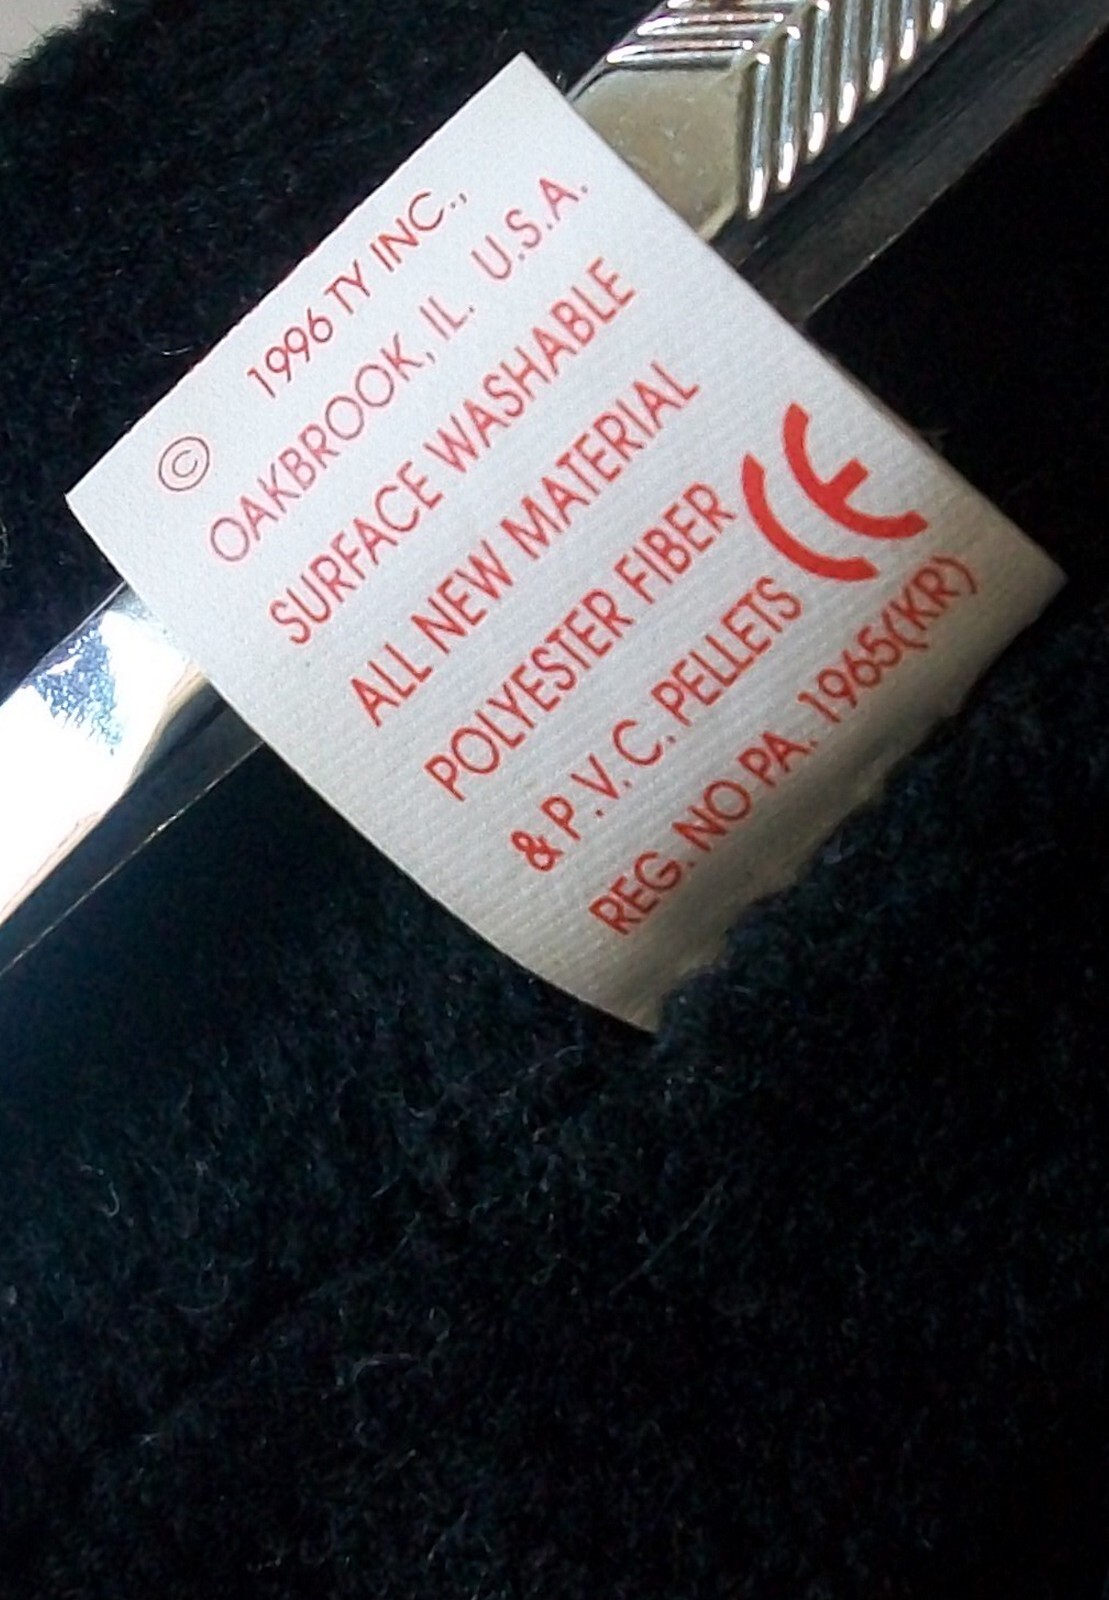 © 1996 TY INC.,
OAKBROOK, IL. U.S.A.
SURFACE WASHABLE
ALL NEW MATERIAL
POLYESTER FIBER
& P.V.C. PELLETS CE
REG. NO PA. 1965(KR)